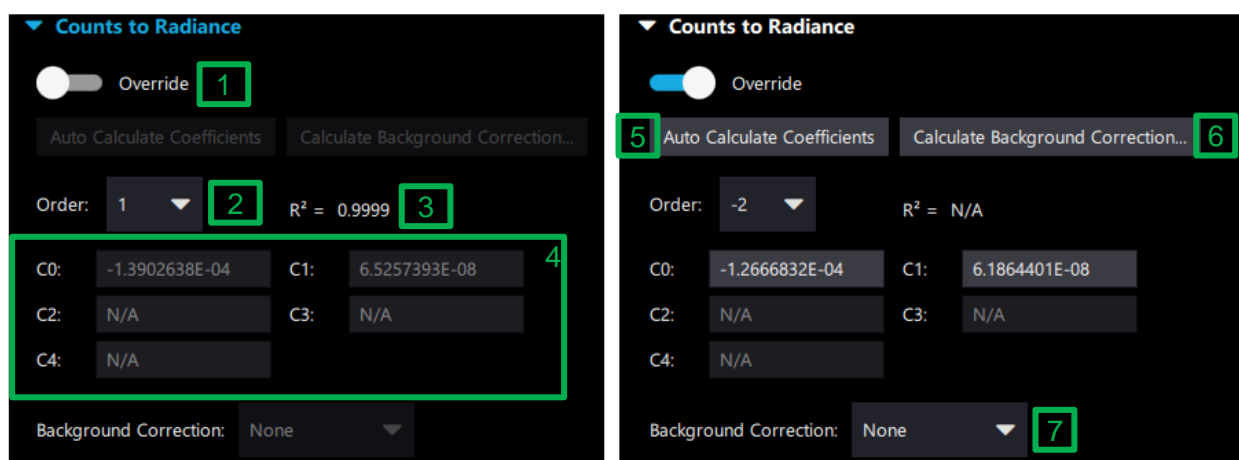 Counts to Radiance
Override 1
Auto Calculate Coefficients Calculate Background Correction...
Order: 1 2 R² = 0.9999 3
4
C0: -1.3902638E-04 C1: 6.5257393E-08
C2: N/A C3: N/A
C4: N/A
Background Correction: None
Counts to Radiance
Override
5 Auto Calculate Coefficients Calculate Background Correction... 6
Order: -2 R² = N/A
C0: -1.2666832E-04 C1: 6.1864401E-08
C2: N/A C3: N/A
C4: N/A
Background Correction: None 7